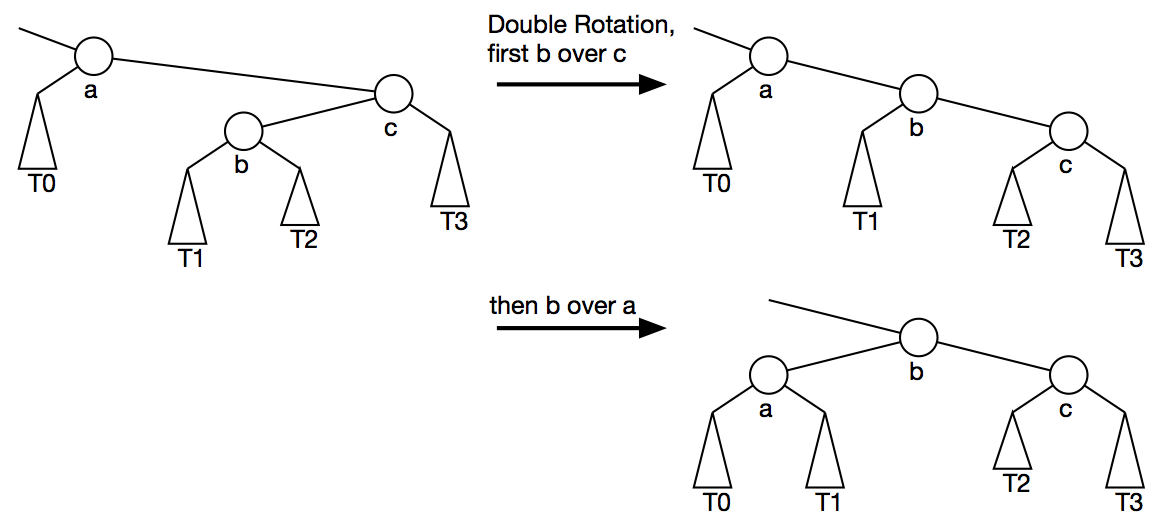 Double Rotation,
first b over c
a
c
b
T0
T1
T2
T3
a
b
c
T0
T1
T2
T3
then b over a
b
a
c
T0
T1
T2
T3